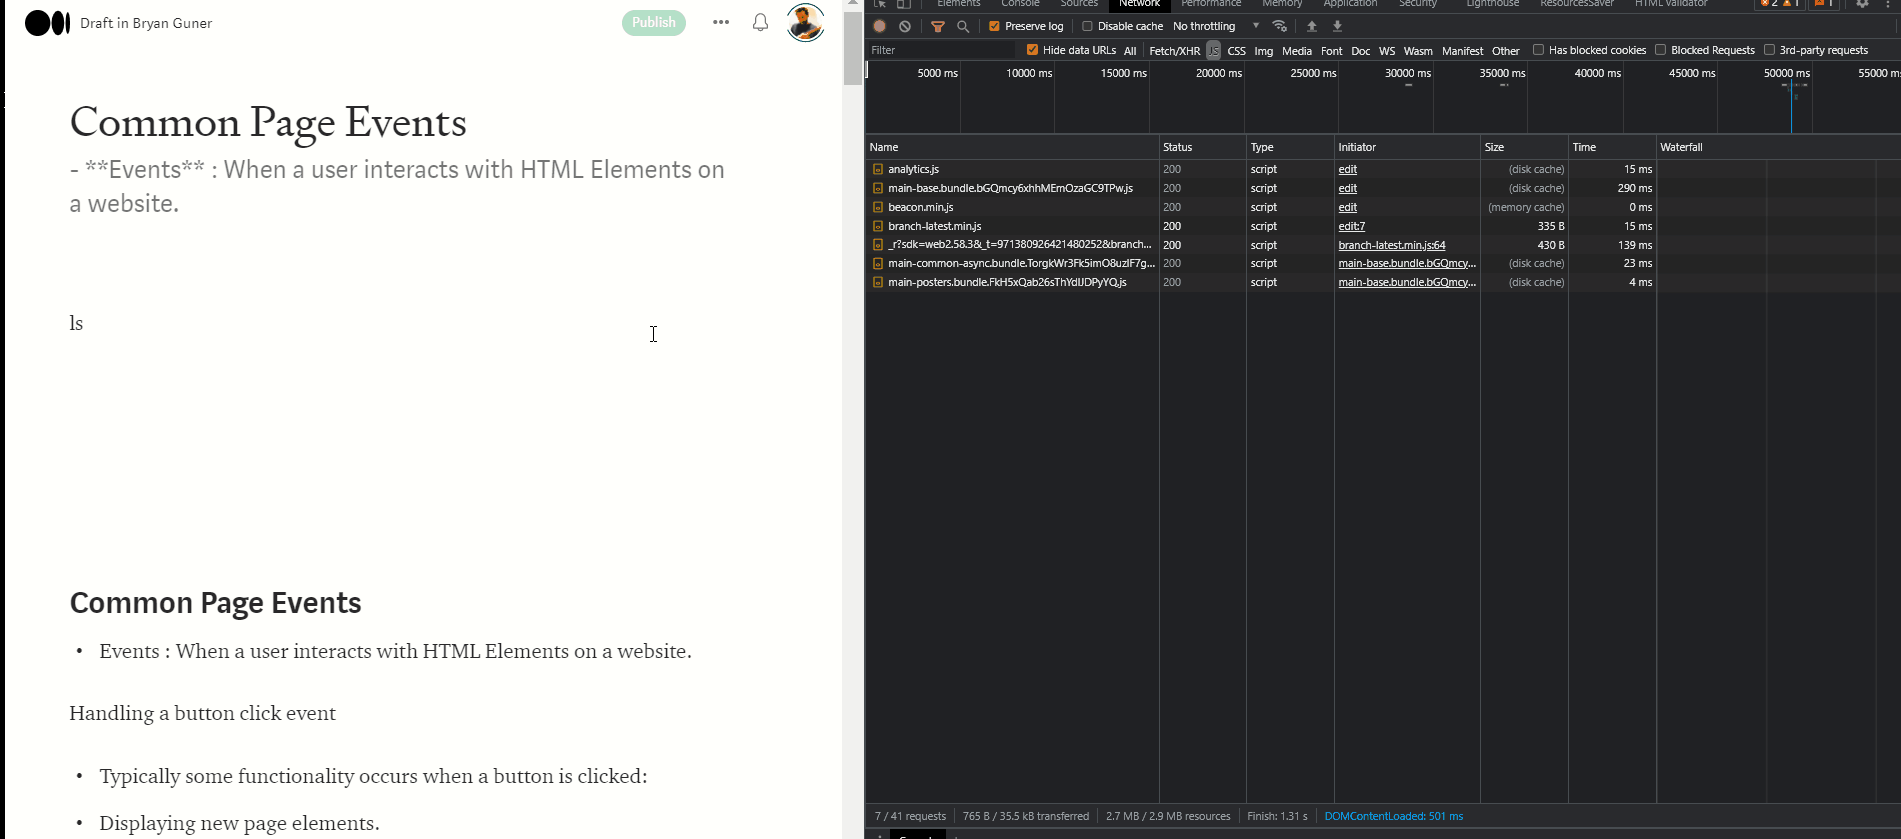 Draft in Bryan Guner
Publish
Common Page Events
- **Events** : When a user interacts with HTML Elements on
a website.
ls
Common Page Events
• Events : When a user interacts with HTML Elements on a website.
Handling a button click event
• Typically some functionality occurs when a button is clicked:
• Displaying new page elements.
Elements Console Sources Network Performance Memory Application Security Lighthouse ResourcesSaver HTML Validator 2 1 1
Preserve log Disable cache No throttling
Filter Hide data URLs All Fetch/XHR JS CSS Img Media Font Doc WS Wasm Manifest Other Has blocked cookies Blocked Requests 3rd-party requests
5000 ms 10000 ms 15000 ms 20000 ms 25000 ms 30000 ms 35000 ms 40000 ms 45000 ms 50000 ms 55000 m
Name Status Type Initiator Size Time Waterfall
analytics.js 200 script edit (disk cache) 15 ms
main-base.bundle.bGQmcy6xhhMEmOzaGC9TPw.js 200 script edit (disk cache) 290 ms
beacon.min.js 200 script edit (memory cache) 0 ms
branch-latest.min.js 200 script edit:7 335 B 15 ms
_r?sdk=web2.58.3&_t=971380926421480252&branch... 200 script branch-latest.min.js:64 430 B 139 ms
main-common-async.bundle.TorgkWr3Fk5imO8uzIF7g... 200 script main-base.bundle.bGQmcy... (disk cache) 23 ms
main-posters.bundle.FkH5xQab26sThYdIJDPyYQ.js 200 script main-base.bundle.bGQmcy... (disk cache) 4 ms
7 / 41 requests 765 B / 35.5 kB transferred 2.7 MB / 2.9 MB resources Finish: 1.31 s DOMContentLoaded: 501 ms